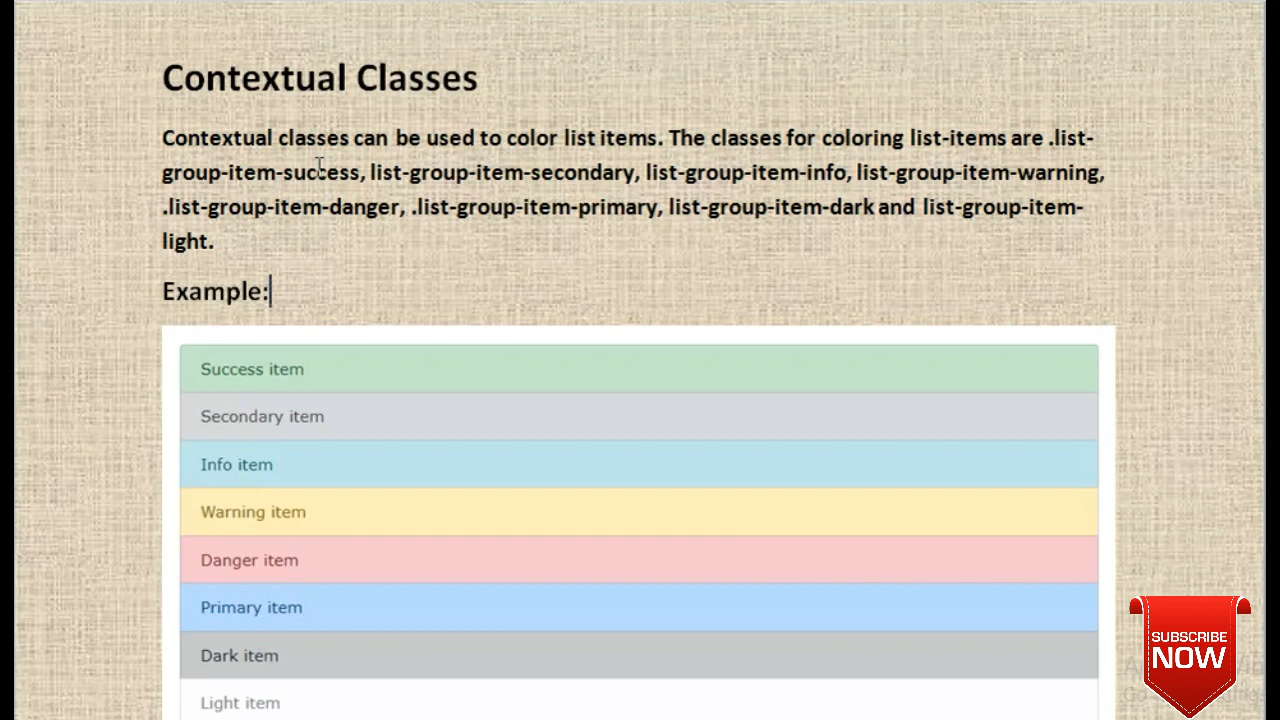 Contextual Classes
Contextual classes can be used to color list items. The classes for coloring list-items are .list-
group-item-success, list-group-item-secondary, list-group-item-info, list-group-item-warning,
.list-group-item-danger, .list-group-item-primary, list-group-item-dark and list-group-item-
light.
Example:
Success item
Secondary item
Info item
Warning item
Danger item
Primary item
Dark item
Light item
SUBSCRIBE
NOW